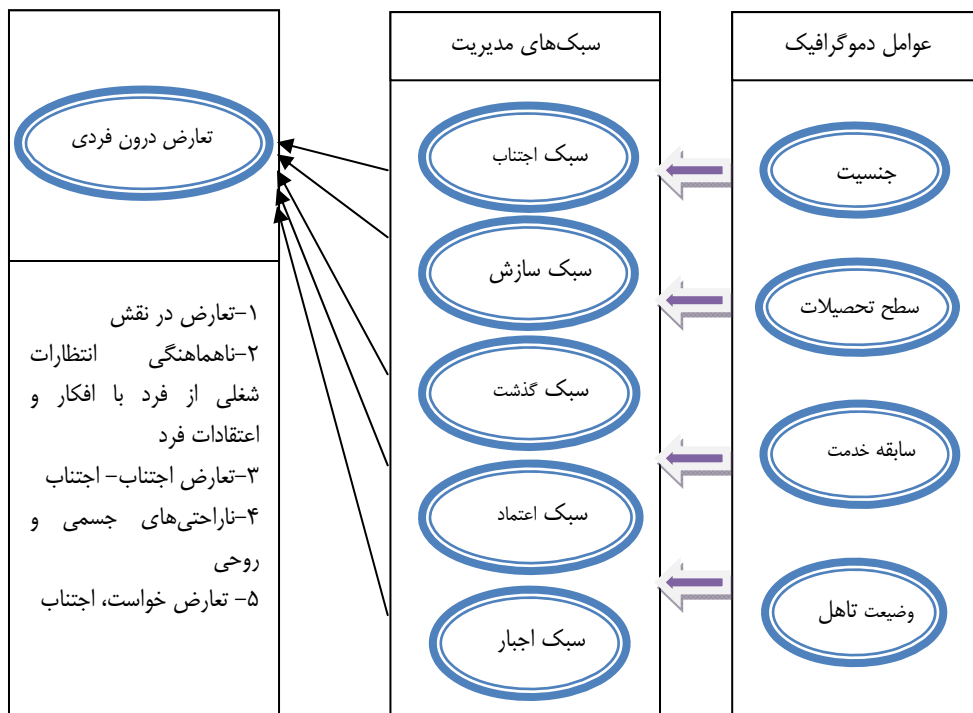 عوامل دموگرافیک
جنسیت
سطح تحصیلات
سابقه خدمت
وضیعت تاهل
سبک‌های مدیریت
سبک اجتناب
سبک سازش
سبک گذشت
سبک اعتماد
سبک اجبار
تعارض درون فردی
۱-تعارض در نقش
۲-ناهماهنگی انتظارات
شغلی از فرد با افکار و
اعتقادات فرد
۳-تعارض اجتناب- اجتناب
۴-ناراحتی‌های جسمی و
روحی
۵- تعارض خواست، اجتناب